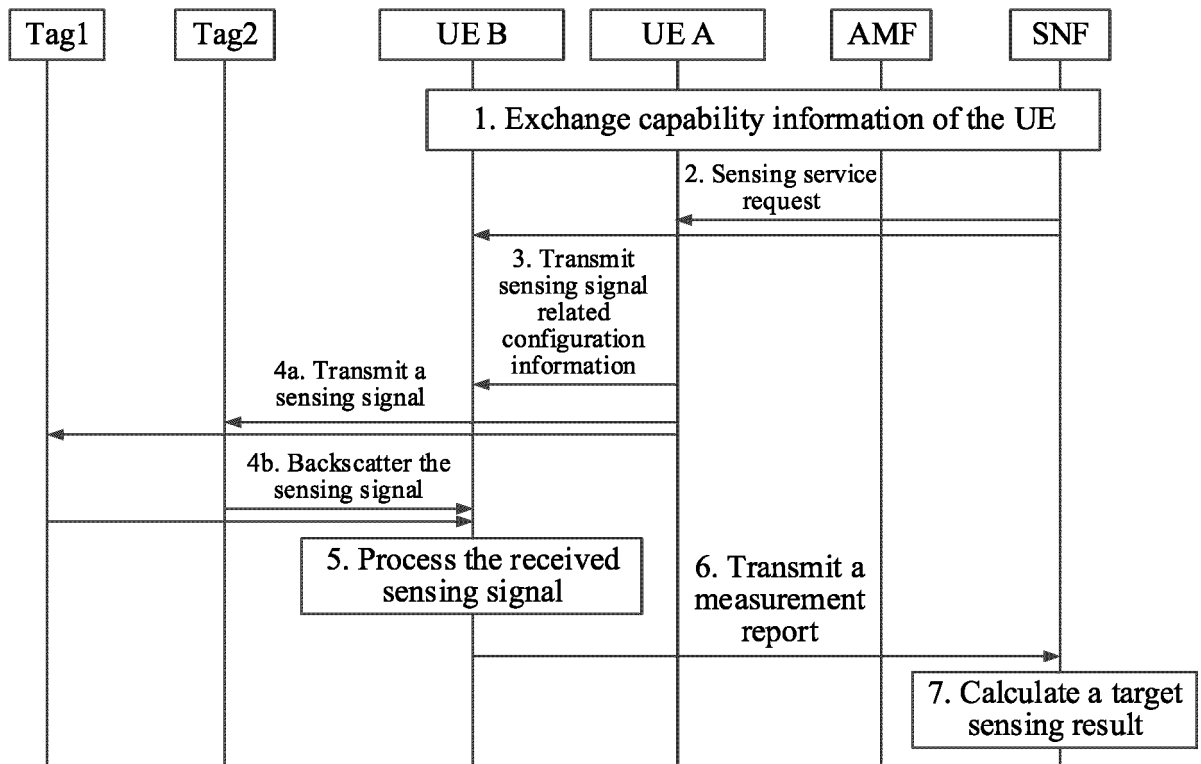 Tag1
Tag2
UE B
UE A
AMF
SNF
1. Exchange capability information of the UE
2. Sensing service
request
3. Transmit
sensing signal
related
configuration
information
4a. Transmit a
sensing signal
4b. Backscatter the
sensing signal
5. Process the received
sensing signal
6. Transmit a
measurement
report
7. Calculate a target
sensing result